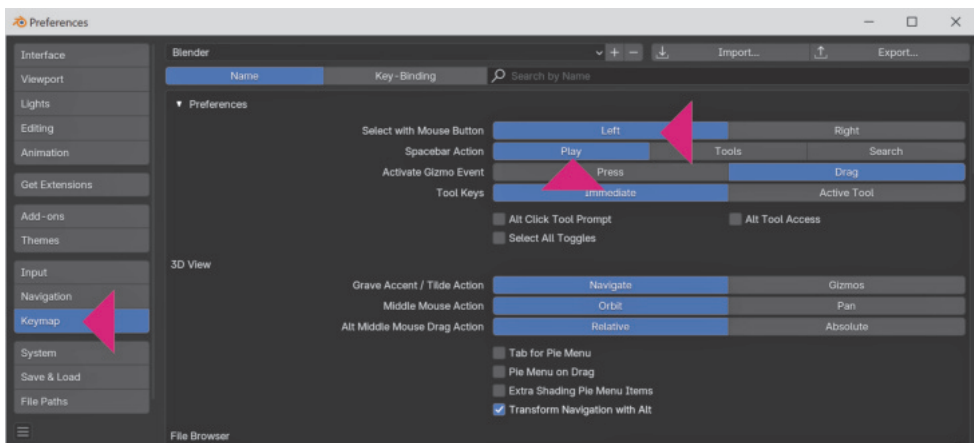 Preferences
Interface
Viewport
Lights
Editing
Animation
Get Extensions
Add-ons
Themes
Input
Navigation
Keymap
System
Save & Load
File Paths
Blender
Import...
Export...
Name
Key-Binding
Search by Name
Preferences
Select with Mouse Button Left Right
Spacebar Action Play Tools Search
Activate Gizmo Event Press Drag
Tool Keys Immediate Active Tool
Alt Click Tool Prompt Alt Tool Access
Select All Toggles
3D View
Grave Accent / Tilde Action Navigate Gizmos
Middle Mouse Action Orbit Pan
Alt Middle Mouse Drag Action Relative Absolute
Tab for Pie Menu
Pie Menu on Drag
Extra Shading Pie Menu Items
Transform Navigation with Alt
File Browser